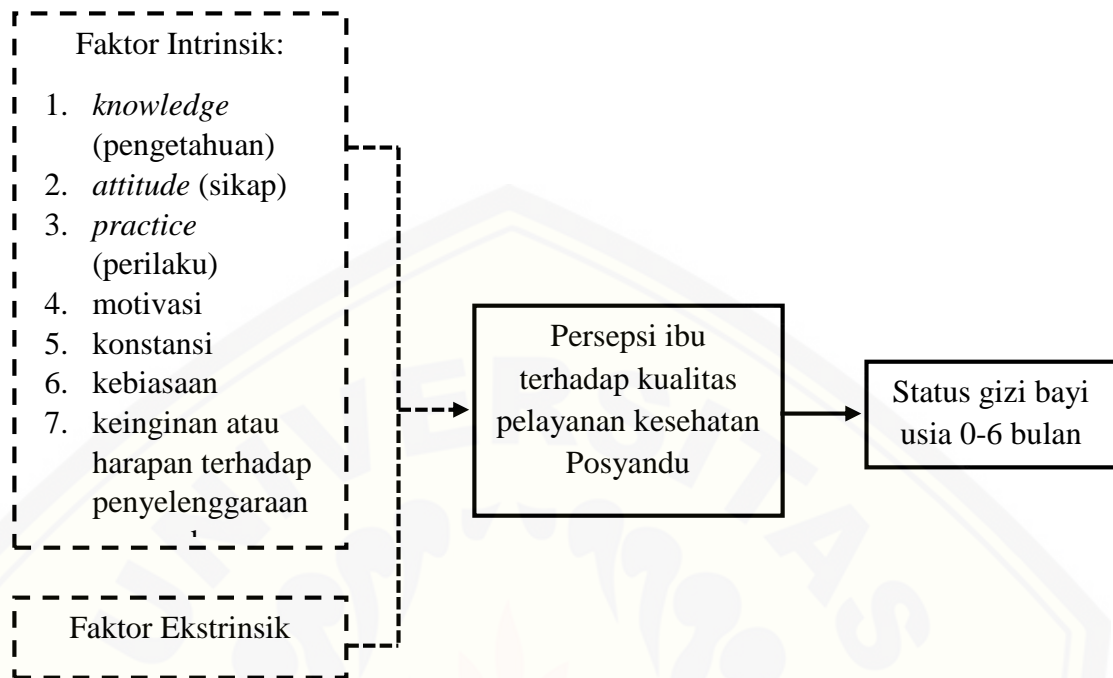 Faktor Intrinsik:
1. knowledge
(pengetahuan)
2. attitude (sikap)
3. practice
(perilaku)
4. motivasi
5. konstansi
6. kebiasaan
7. keinginan atau
harapan terhadap
penyelenggaraan
Faktor Ekstrinsik
Persepsi ibu
terhadap kualitas
pelayanan kesehatan
Posyandu
Status gizi bayi
usia 0-6 bulan
UNIVERSITAS